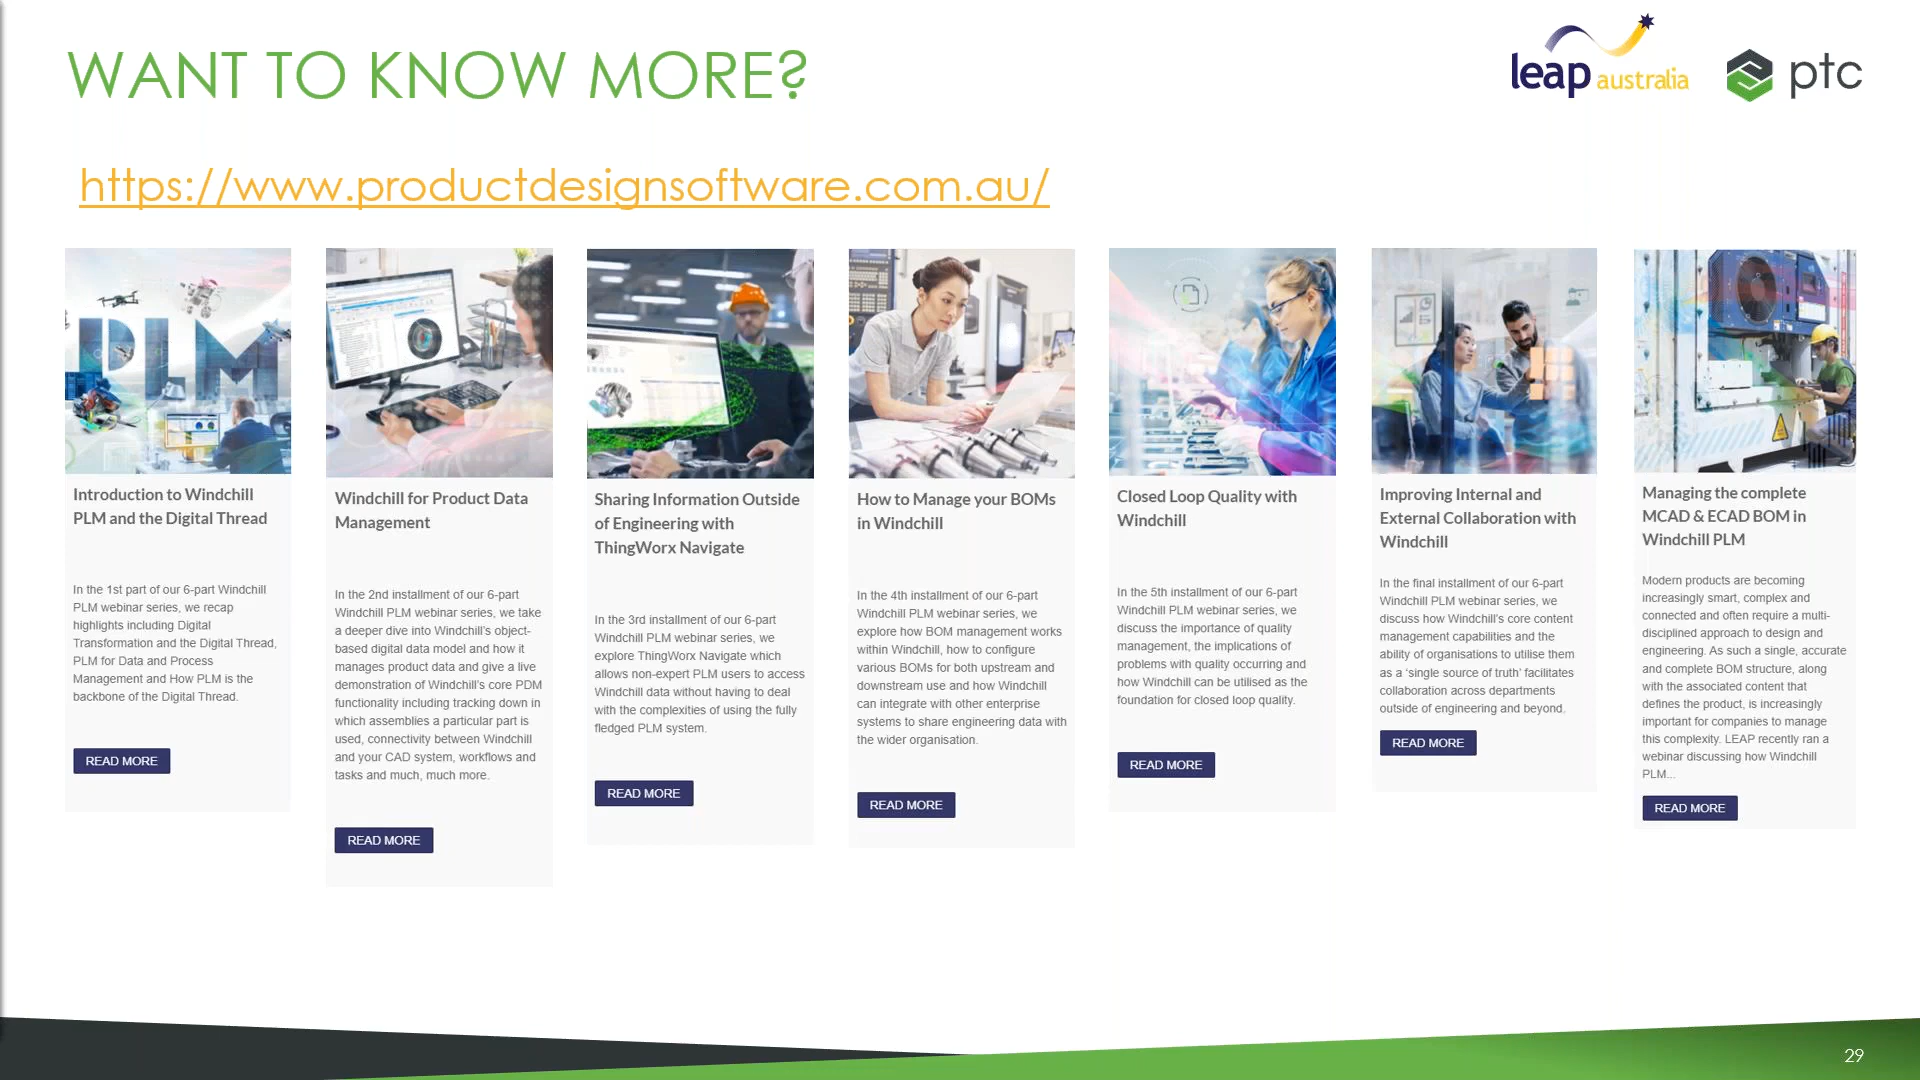 WANT TO KNOW MORE?
leap australia
ptc
https://www.productdesignsoftware.com.au/
PLM
Introduction to Windchill
PLM and the Digital Thread
In the 1st part of our 6-part Windchill
PLM webinar series, we recap
highlights including Digital
Transformation and the Digital Thread,
PLM for Data and Process
Management and How PLM is the
backbone of the Digital Thread.
READ MORE
Windchill for Product Data
Management
In the 2nd installment of our 6-part
Windchill PLM webinar series, we take
a deeper dive into Windchill's object-
based digital data model and how it
manages product data and give a live
demonstration of Windchill's core PDM
functionality including tracking down in
which assemblies a particular part is
used, connectivity between Windchill
and your CAD system, workflows and
tasks and much, much more.
READ MORE
Sharing Information Outside
of Engineering with
ThingWorx Navigate
In the 3rd installment of our 6-part
Windchill PLM webinar series, we
explore ThingWorx Navigate which
allows non-expert PLM users to access
Windchill data without having to deal
with the complexities of using the fully
fledged PLM system.
READ MORE
How to Manage your BOMs
in Windchill
In the 4th installment of our 6-part
Windchill PLM webinar series, we
explore how BOM management works
within Windchill, how to configure
various BOMs for both upstream and
downstream use and how Windchill
can integrate with other enterprise
systems to share engineering data with
the wider organisation.
READ MORE
Closed Loop Quality with
Windchill
In the 5th installment of our 6-part
Windchill PLM webinar series, we
discuss the importance of quality
management, the implications of
problems with quality occurring and
how Windchill can be utilised as the
foundation for closed loop quality.
READ MORE
Improving Internal and
External Collaboration with
Windchill
In the final installment of our 6-part
Windchill PLM webinar series, we
discuss how Windchill's core content
management capabilities and the
ability of organisations to utilise them
as a ‘single source of truth’ facilitates
collaboration across departments
outside of engineering and beyond.
READ MORE
Managing the complete
MCAD & ECAD BOM in
Windchill PLM
Modern products are becoming
increasingly smart, complex and
connected and often require a multi-
disciplined approach to design and
engineering. As such a single, accurate
and complete BOM structure, along
with the associated content that
defines the product, is increasingly
important for companies to manage
this complexity. LEAP recently ran a
webinar discussing how Windchill
PLM...
READ MORE
29